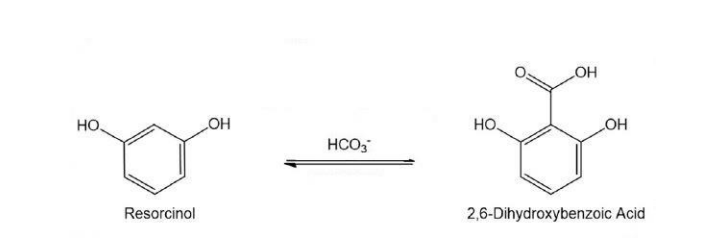 O OH
HO OH HCO3- HO OH
Resorcinol 2,6-Dihydroxybenzoic Acid